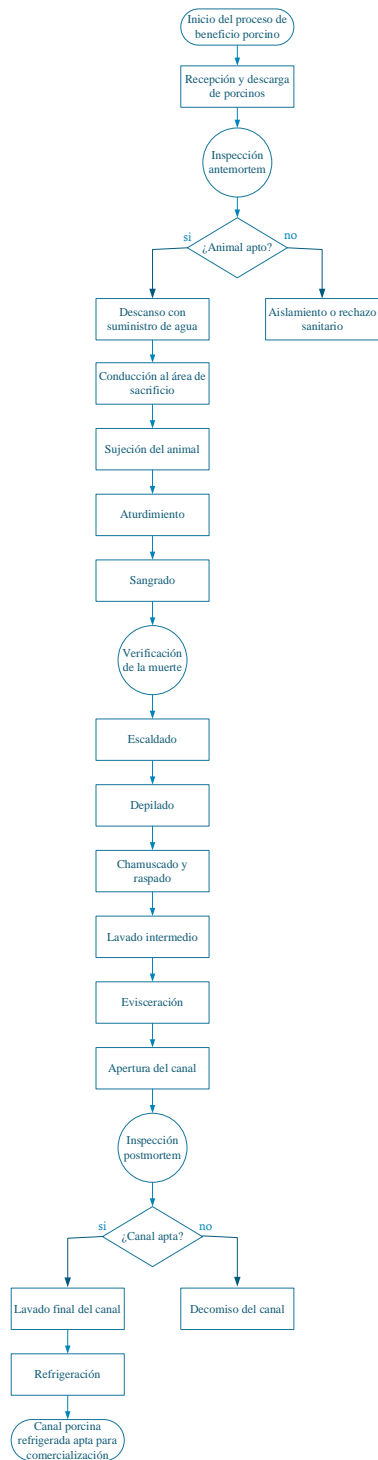 Inicio del proceso de
beneficio porcino
Recepción y descarga
de porcinos
Inspección
antemortem
si
no
¿Animal apto?
Descanso con
suministro de agua
Aislamiento o rechazo
sanitario
Conducción al área de
sacrificio
Sujeción del animal
Aturdimiento
Sangrado
Verificación
de la muerte
Escaldado
Depilado
Chamuscado y
raspado
Lavado intermedio
Evisceración
Apertura del canal
Inspección
postmortem
si
no
¿Canal apta?
Lavado final del canal
Decomiso del canal
Refrigeración
Canal porcina
refrigerada apta para
comercialización